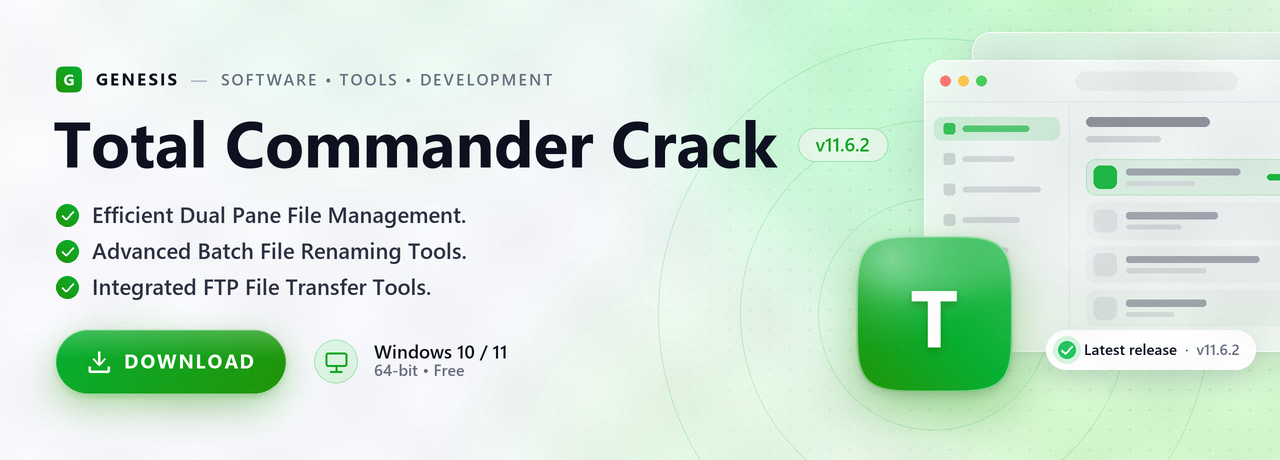 G GENESIS — SOFTWARE • TOOLS • DEVELOPMENT
Total Commander Crack v11.6.2
Efficient Dual Pane File Management.
Advanced Batch File Renaming Tools.
Integrated FTP File Transfer Tools.
DOWNLOAD
Windows 10 / 11
64-bit • Free
T
Latest release · v11.6.2